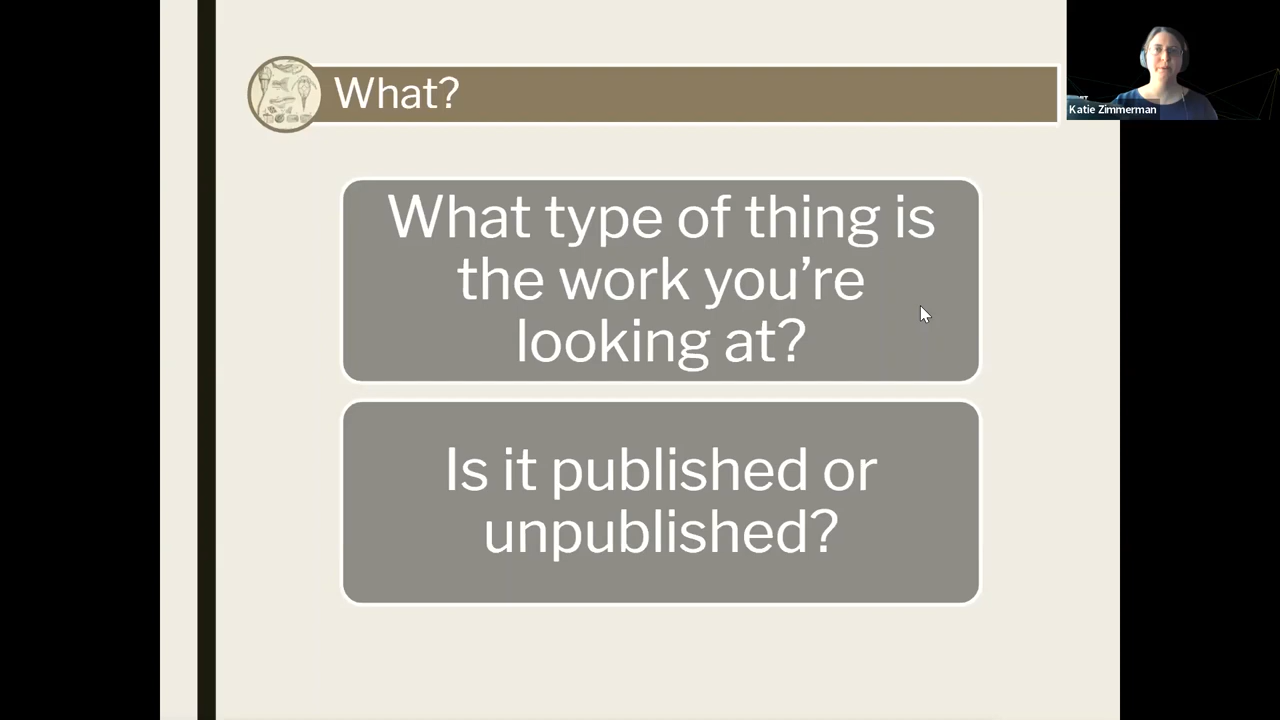 What?
What type of thing is
the work you’re
looking at?
Is it published or
unpublished?
Katie Zimmerman